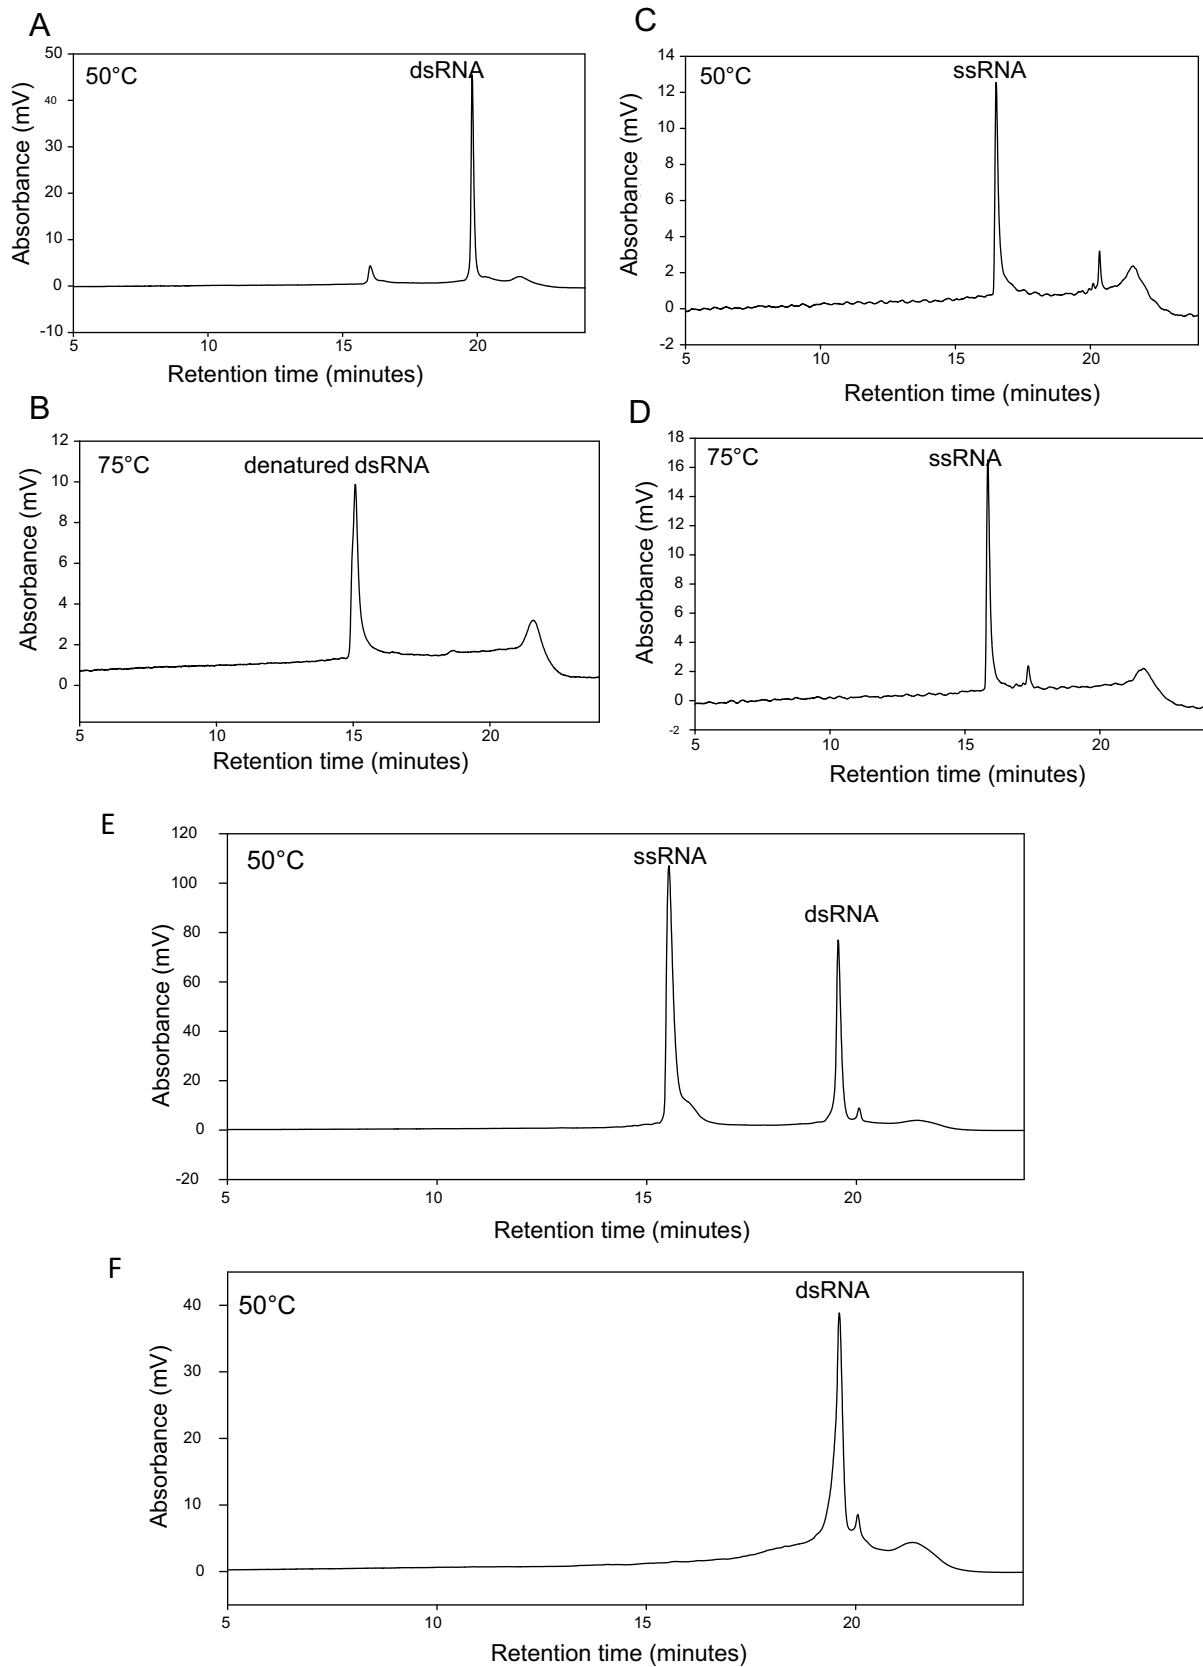 A
50°C
dsRNA
50
40
30
20
10
0
-10
5
10
15
20
Absorbance (mV)
Retention time (minutes)
C
50°C
ssRNA
14
12
10
8
6
4
2
0
-2
5
10
15
20
Absorbance (mV)
Retention time (minutes)
B
75°C
denatured dsRNA
12
10
8
6
4
2
0
5
10
15
20
Absorbance (mV)
Retention time (minutes)
D
75°C
ssRNA
18
16
14
12
10
8
6
4
2
0
-2
5
10
15
20
Absorbance (mV)
Retention time (minutes)
E
50°C
ssRNA
dsRNA
120
100
80
60
40
20
0
-20
5
10
15
20
Absorbance (mV)
Retention time (minutes)
F
50°C
dsRNA
40
30
20
10
0
5
10
15
20
Absorbance (mV)
Retention time (minutes)